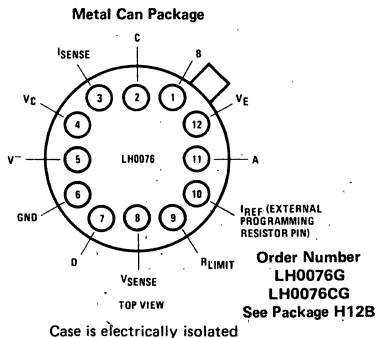 Metal Can Package
C
B
ISENSE
VE
VC
3
2
1
4
12
V−
5
LH0076
11
A
6
10
GND
7
8
9
IREF (EXTERNAL
PROGRAMMING
RESISTOR PIN)
D
VSENSE
RLIMIT
TOP VIEW
Order Number
LH0076G
LH0076CG
See Package H12B
Case is electrically isolated